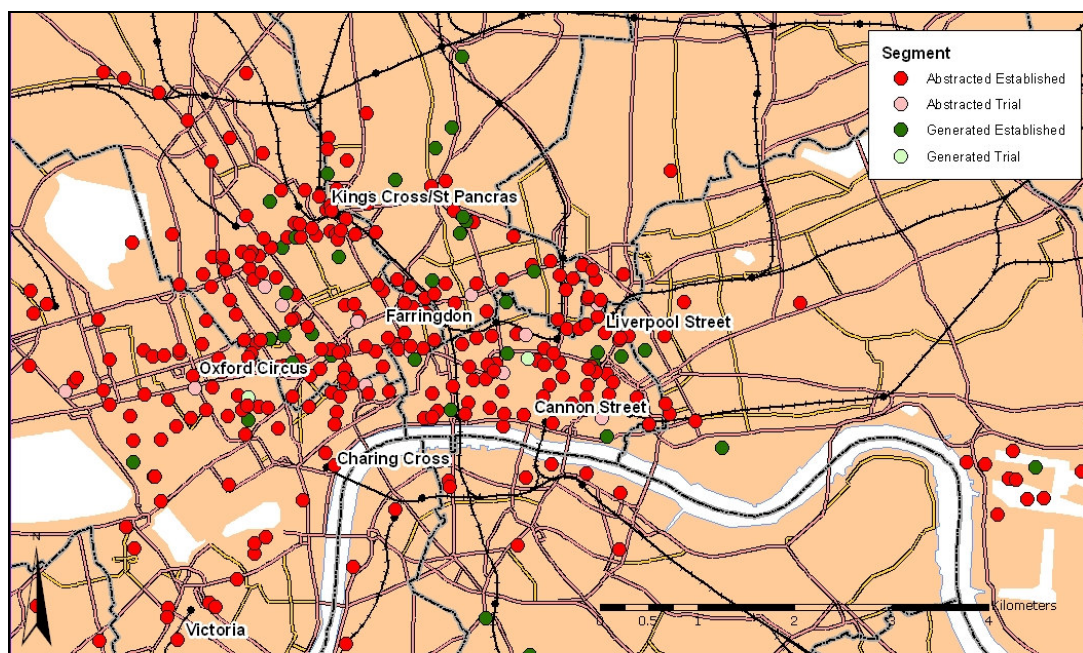 Segment
Abstracted Established
Abstracted Trial
Generated Established
Generated Trial
Kings Cross/St Pancras
Farringdon
Liverpool Street
Oxford Circus
Cannon Street
Charing Cross
N
Kilometers
0 0.5 1 2 3 4
Victoria